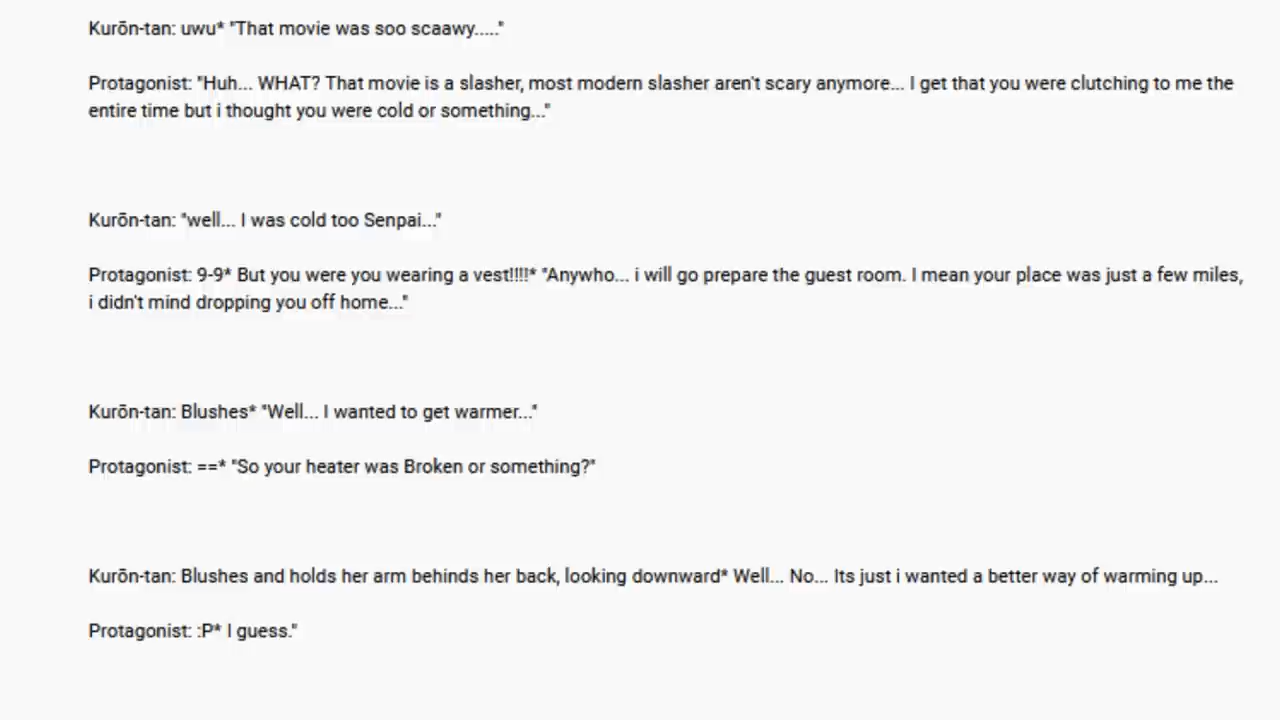 Kurōn-tan: uwu* "That movie was soo scaawy....."
Protagonist: "Huh... WHAT? That movie is a slasher, most modern slasher aren't scary anymore... I get that you were clutching to me the
entire time but i thought you were cold or something..."
Kurōn-tan: "well... I was cold too Senpai..."
Protagonist: 9-9* But you were you wearing a vest!!!!* "Anywho... i will go prepare the guest room. I mean your place was just a few miles,
i didn't mind dropping you off home..."
Kurōn-tan: Blushes* "Well... I wanted to get warmer..."
Protagonist: ==* "So your heater was Broken or something?"
Kurōn-tan: Blushes and holds her arm behinds her back, looking downward* Well... No... Its just i wanted a better way of warming up...
Protagonist: :P* I guess."